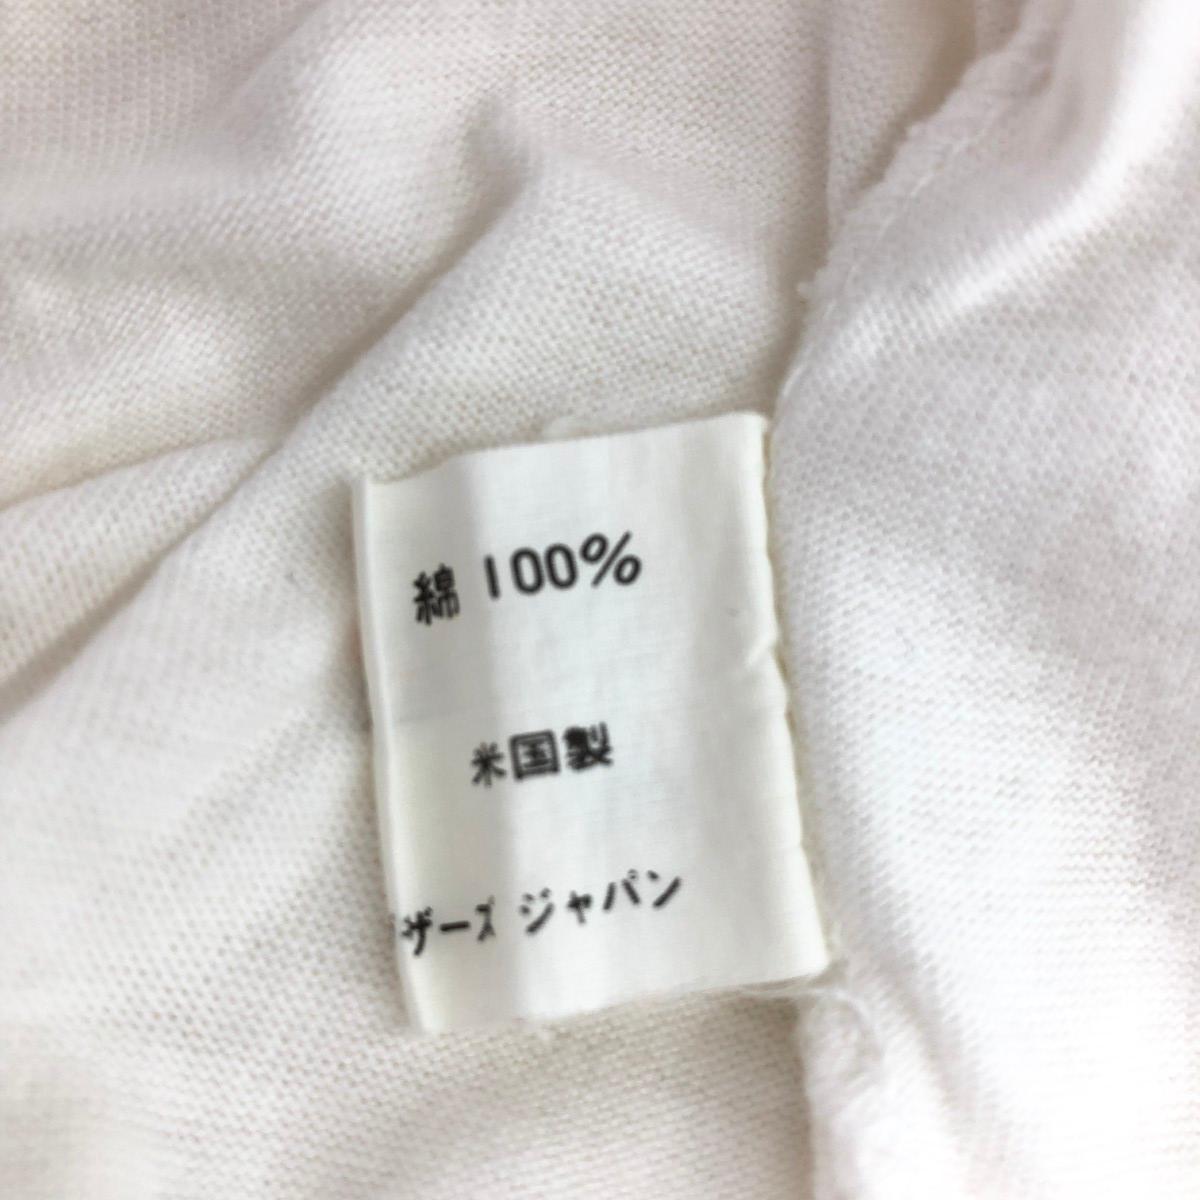 綿 100%
米国製
ザーズ ジャパン